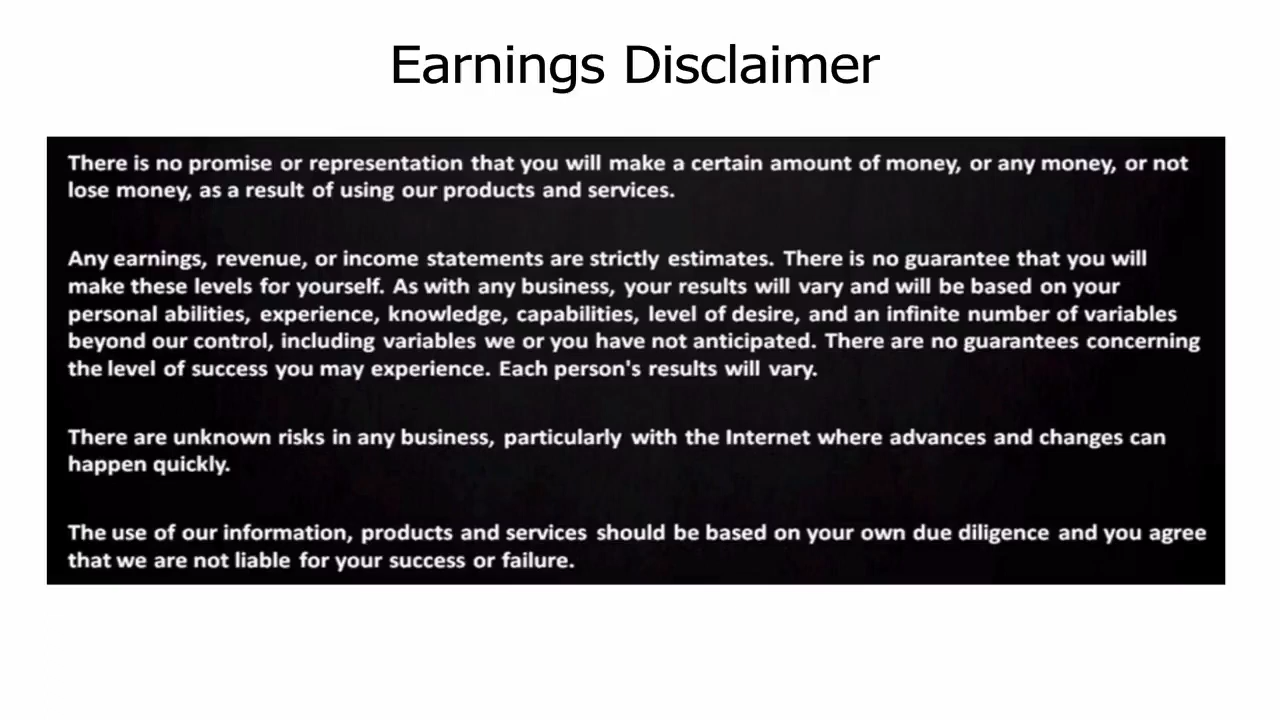 Earnings Disclaimer
There is no promise or representation that you will make a certain amount of money, or any money, or not
lose money, as a result of using our products and services.
Any earnings, revenue, or income statements are strictly estimates. There is no guarantee that you will
make these levels for yourself. As with any business, your results will vary and will be based on your
personal abilities, experience, knowledge, capabilities, level of desire, and an infinite number of variables
beyond our control, including variables we or you have not anticipated. There are no guarantees concerning
the level of success you may experience. Each person's results will vary.
There are unknown risks in any business, particularly with the Internet where advances and changes can
happen quickly.
The use of our information, products and services should be based on your own due diligence and you agree
that we are not liable for your success or failure.